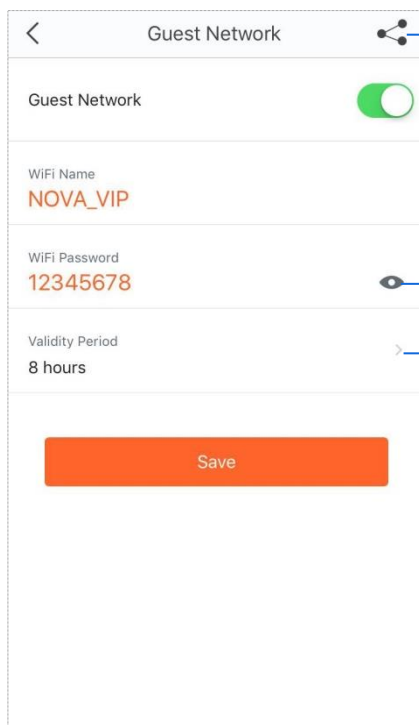 Guest Network
Guest Network
WiFi Name
NOVA_VIP
WiFi Password
12345678
Validity Period
8 hours
Save